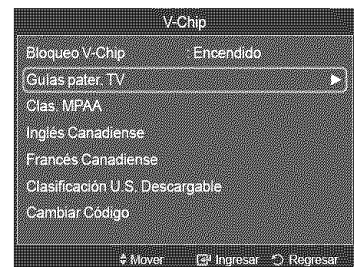 V-Chip
Bloqueo V-Chip : Encendido
Guías pater. TV
Clas. MPAA
Inglés Canadiense
Francés Canadiense
Clasificación U.S. Descargable
Cambiar Código
Mover Ingresar Regresar